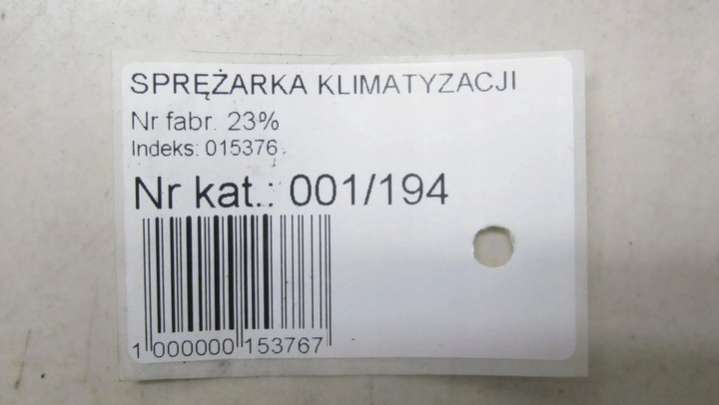 SPRĘŻARKA KLIMATYZACJI
Nr fabr. 23%
Indeks: 015376
Nr kat.: 001/194
1 000000 153767